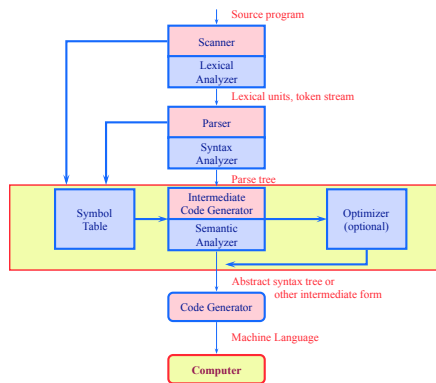 Source program
Scanner
Lexical
Analyzer
Lexical units, token stream
Parser
Syntax
Analyzer
Parse tree
Symbol
Table
Intermediate
Code Generator
Semantic
Analyzer
Optimizer
(optional)
Abstract syntax tree or
other intermediate form
Code Generator
Machine Language
Computer